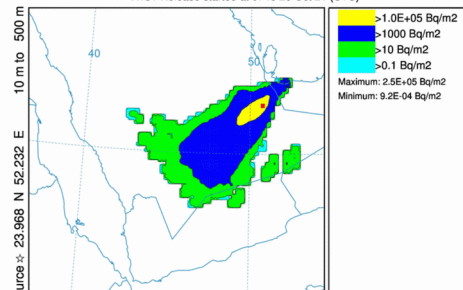 >1.0E+05 Bq/m2
>1000 Bq/m2
>10 Bq/m2
>0.1 Bq/m2
Maximum: 2.5E+05 Bq/m2
Minimum: 9.2E-04 Bq/m2
40
50
10 m to 500 m
23.968 N 52.232 E